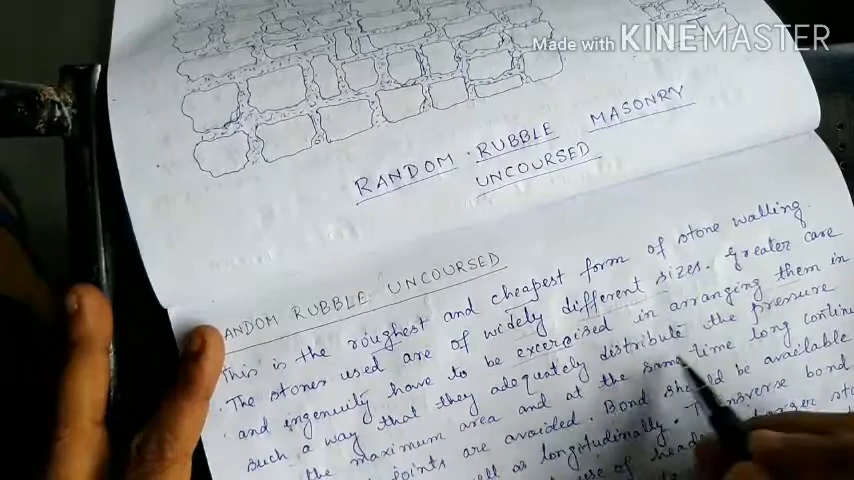 Made with KINEMASTER
RANDOM RUBBLE MASONRY
UNCOURSED
RANDOM RUBBLE UNCOURSED
This is the roughest and cheapest form of stone walling.
The stones used are of widely different sizes. Greater care
and ingenuity have to be exercised in arranging them in
such a way that they adequately distribute the pressure
the maximum area and at the same time long
joints are avoided. Bond should be available
well as longitudinally. Transverse bond
use of larger